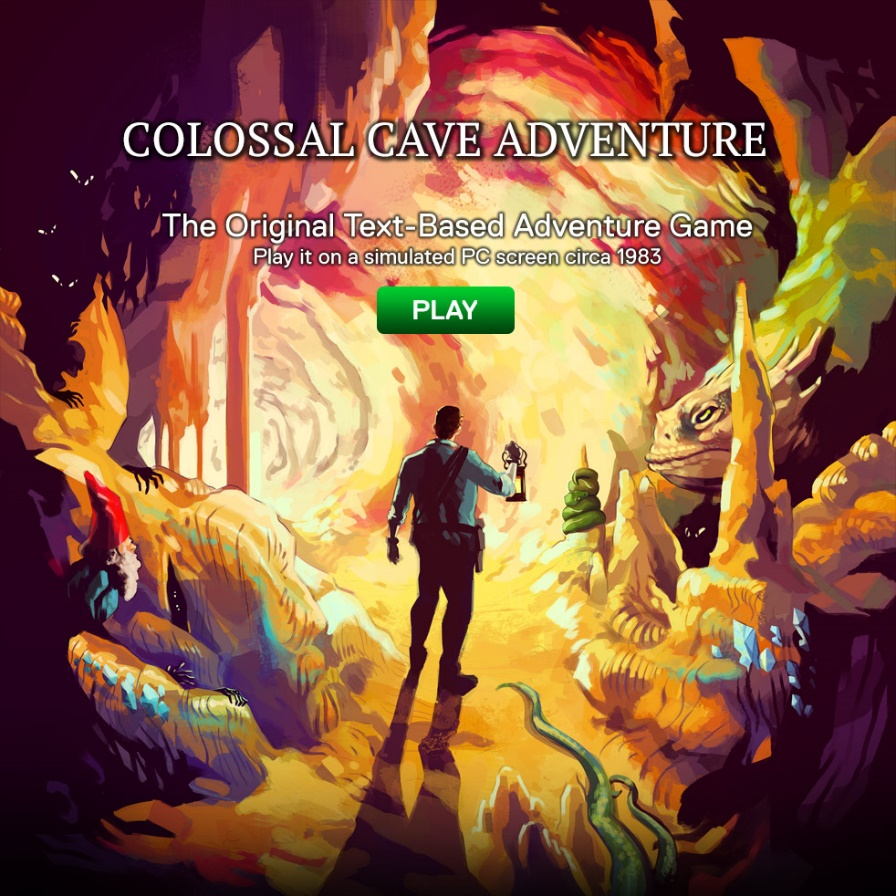 COLOSSAL CAVE ADVENTURE
The Original Text-Based Adventure Game
Play it on a simulated PC screen circa 1983
PLAY